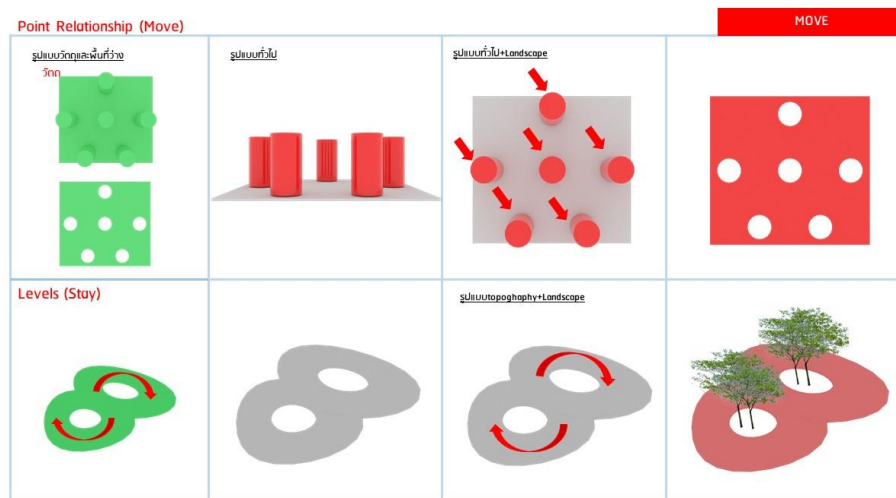 Point Relationship (Move)
MOVE
รูปแบบวัตถุและพื้นที่ว่าง
วัตถุ
รูปแบบทั่วไป
รูปแบบทั่วไป+Landscape
Levels (Stay)
รูปแบบtopoghaphy+Landscape